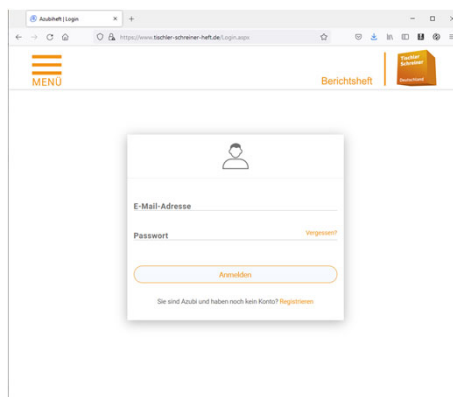 Azubiheft | Login
https://www.tischler-schreiner-heft.de/Login.aspx
MENÜ
Berichtsheft
Tischler
Schreiner
Deutschland
E-Mail-Adresse
Passwort
Vergessen?
Anmelden
Sie sind Azubi und haben noch kein Konto? Registrieren